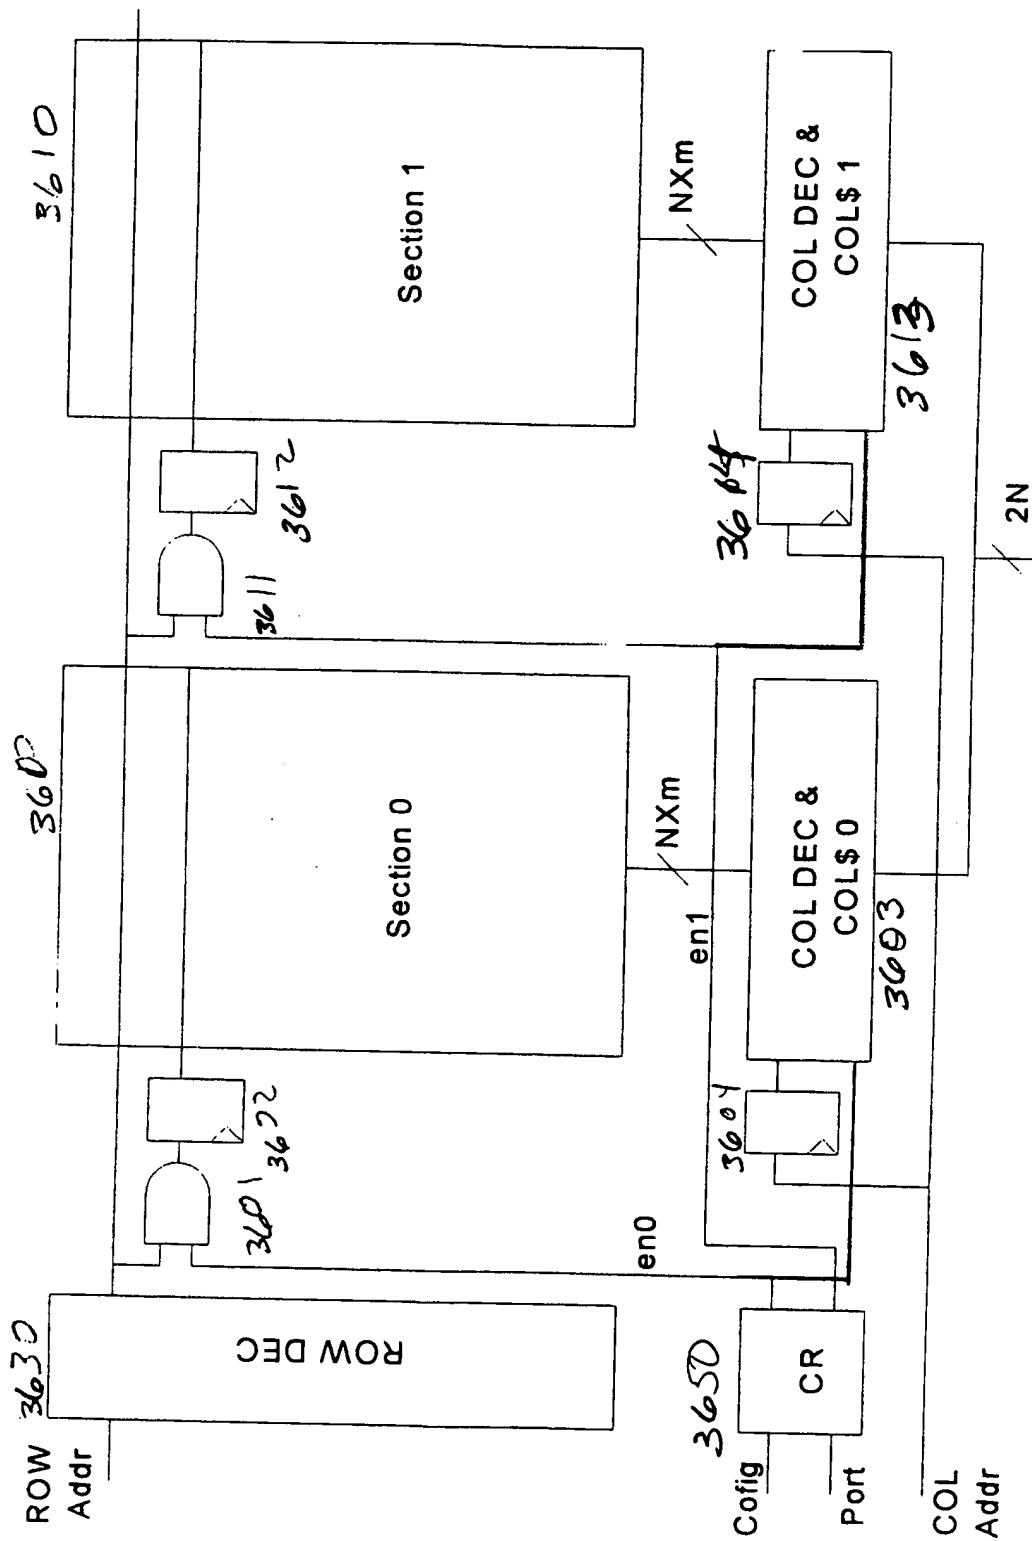 3600
3610
ROW
Addr
3630
ROW DEC
3601
3602
Section 0
3611
3612
Section 1
en0
en1
NXm
NXm
Cofig
Port
3650
CR
3604
COL DEC &
COL$ 0
3603
COL DEC &
COL$ 1
3613
COL
Addr
2N